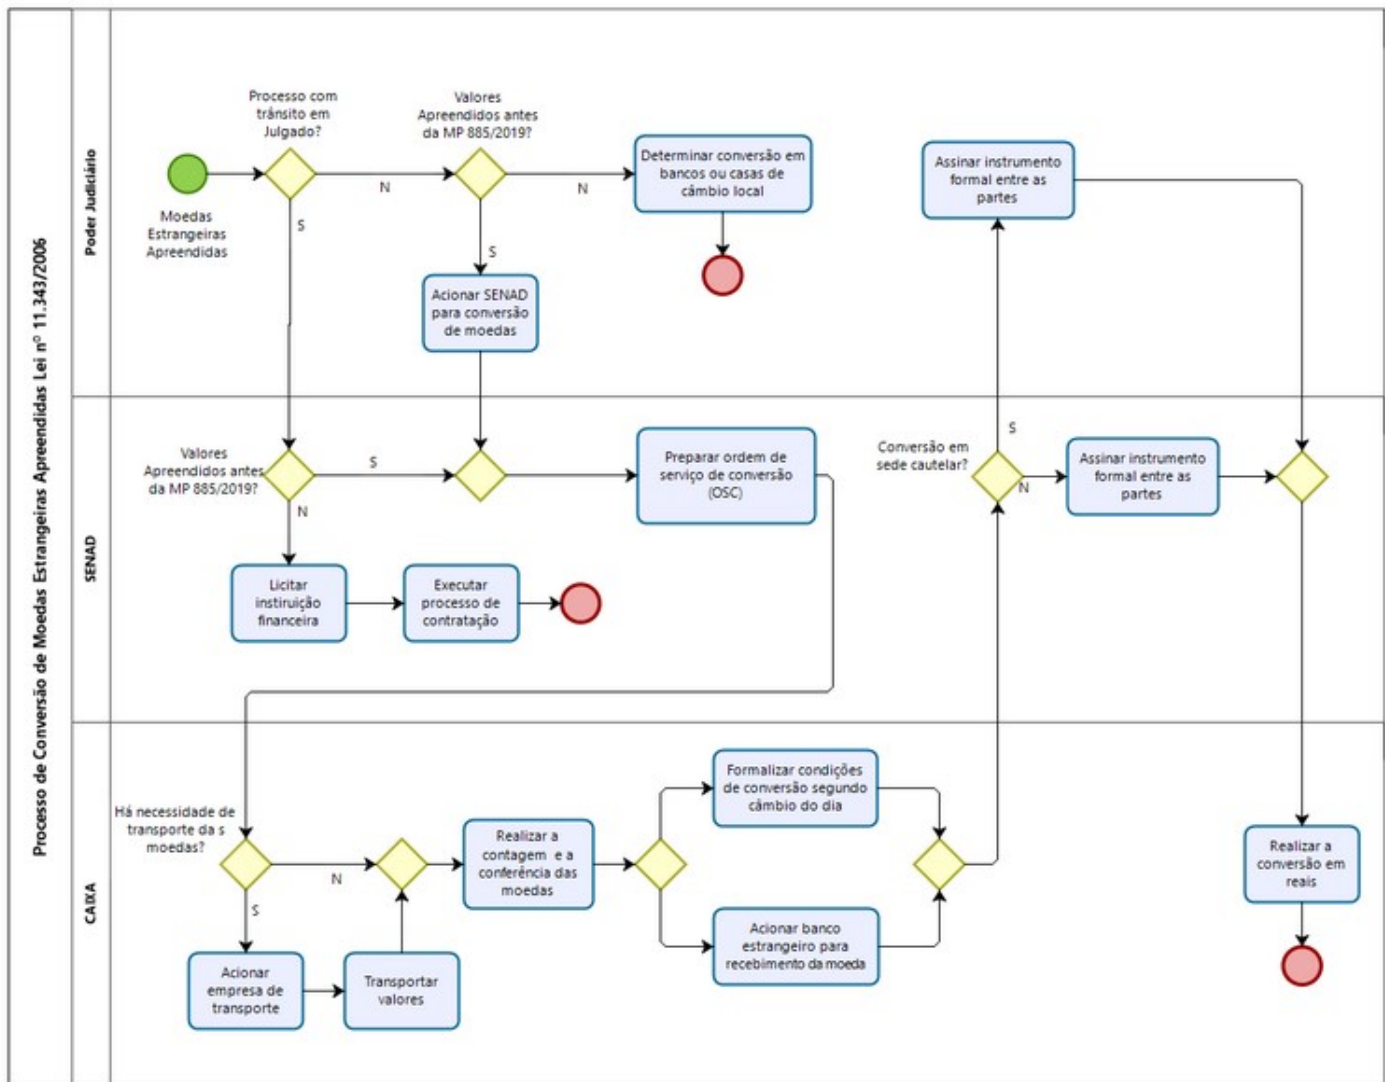 Processo de Conversão de Moedas Estrangeiras Apreendidas Lei nº 11.343/2006
Poder Judiciário
Moedas
Estrangeiras
Apreendidas
Processo com
trânsito em
Julgado?
N
S
Valores
Apreendidos antes
da MP 885/2019?
N
S
Determinar conversão em
bancos ou casas de
câmbio local
Acionar SENAD
para conversão
de moedas
Assinar instrumento
formal entre as
partes
SENAD
Valores
Apreendidos antes
da MP 885/2019?
S
N
Preparar ordem de
serviço de conversão
(OSC)
Licitar
instiruição
financeira
Executar
processo de
contratação
Conversão em
sede cautelar?
S
N
Assinar instrumento
formal entre as
partes
CAIXA
Há necessidade de
transporte da s
moedas?
N
S
Acionar
empresa de
transporte
Transportar
valores
Realizar a
contagem e a
conferência das
moedas
Formalizar condições
de conversão segundo
câmbio do dia
Acionar banco
estrangeiro para
recebimento da moeda
Realizar a
conversão em
reais